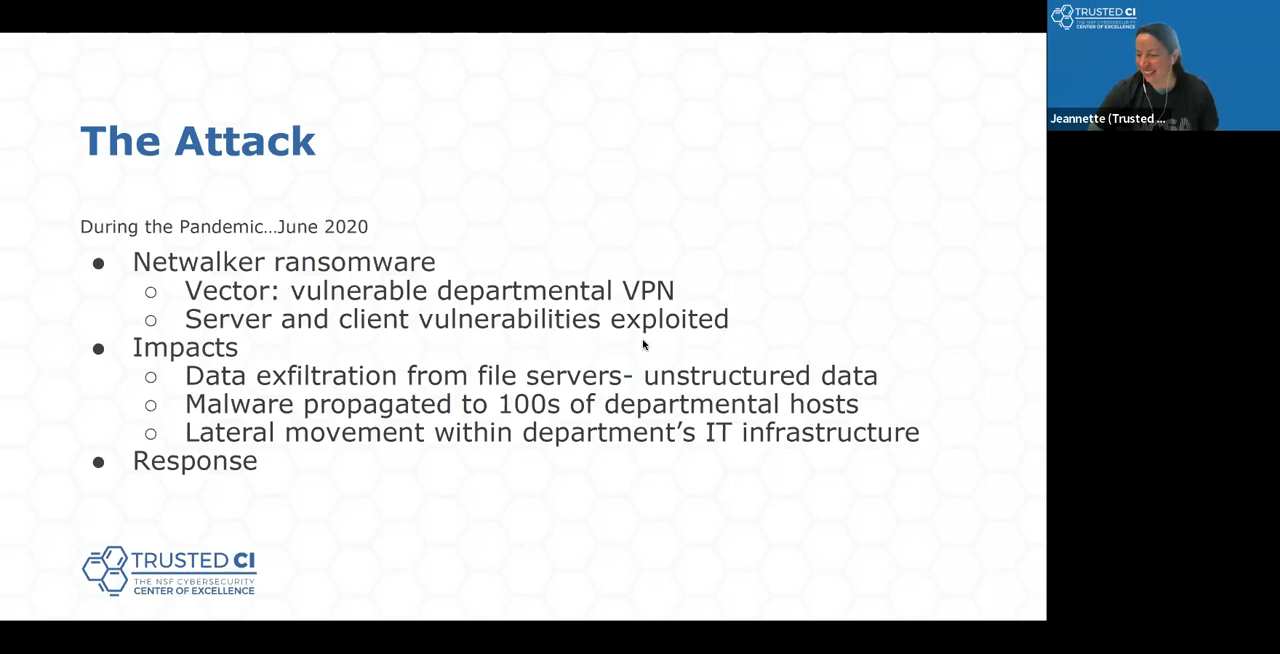 The Attack
During the Pandemic...June 2020
● Netwalker ransomware
○ Vector: vulnerable departmental VPN
○ Server and client vulnerabilities exploited
● Impacts
○ Data exfiltration from file servers- unstructured data
○ Malware propagated to 100s of departmental hosts
○ Lateral movement within department’s IT infrastructure
● Response
TRUSTED CI
THE NSF CYBERSECURITY
CENTER OF EXCELLENCE
TRUSTED CI
THE NSF CYBERSECURITY
CENTER OF EXCELLENCE
Jeannette (Trusted ...